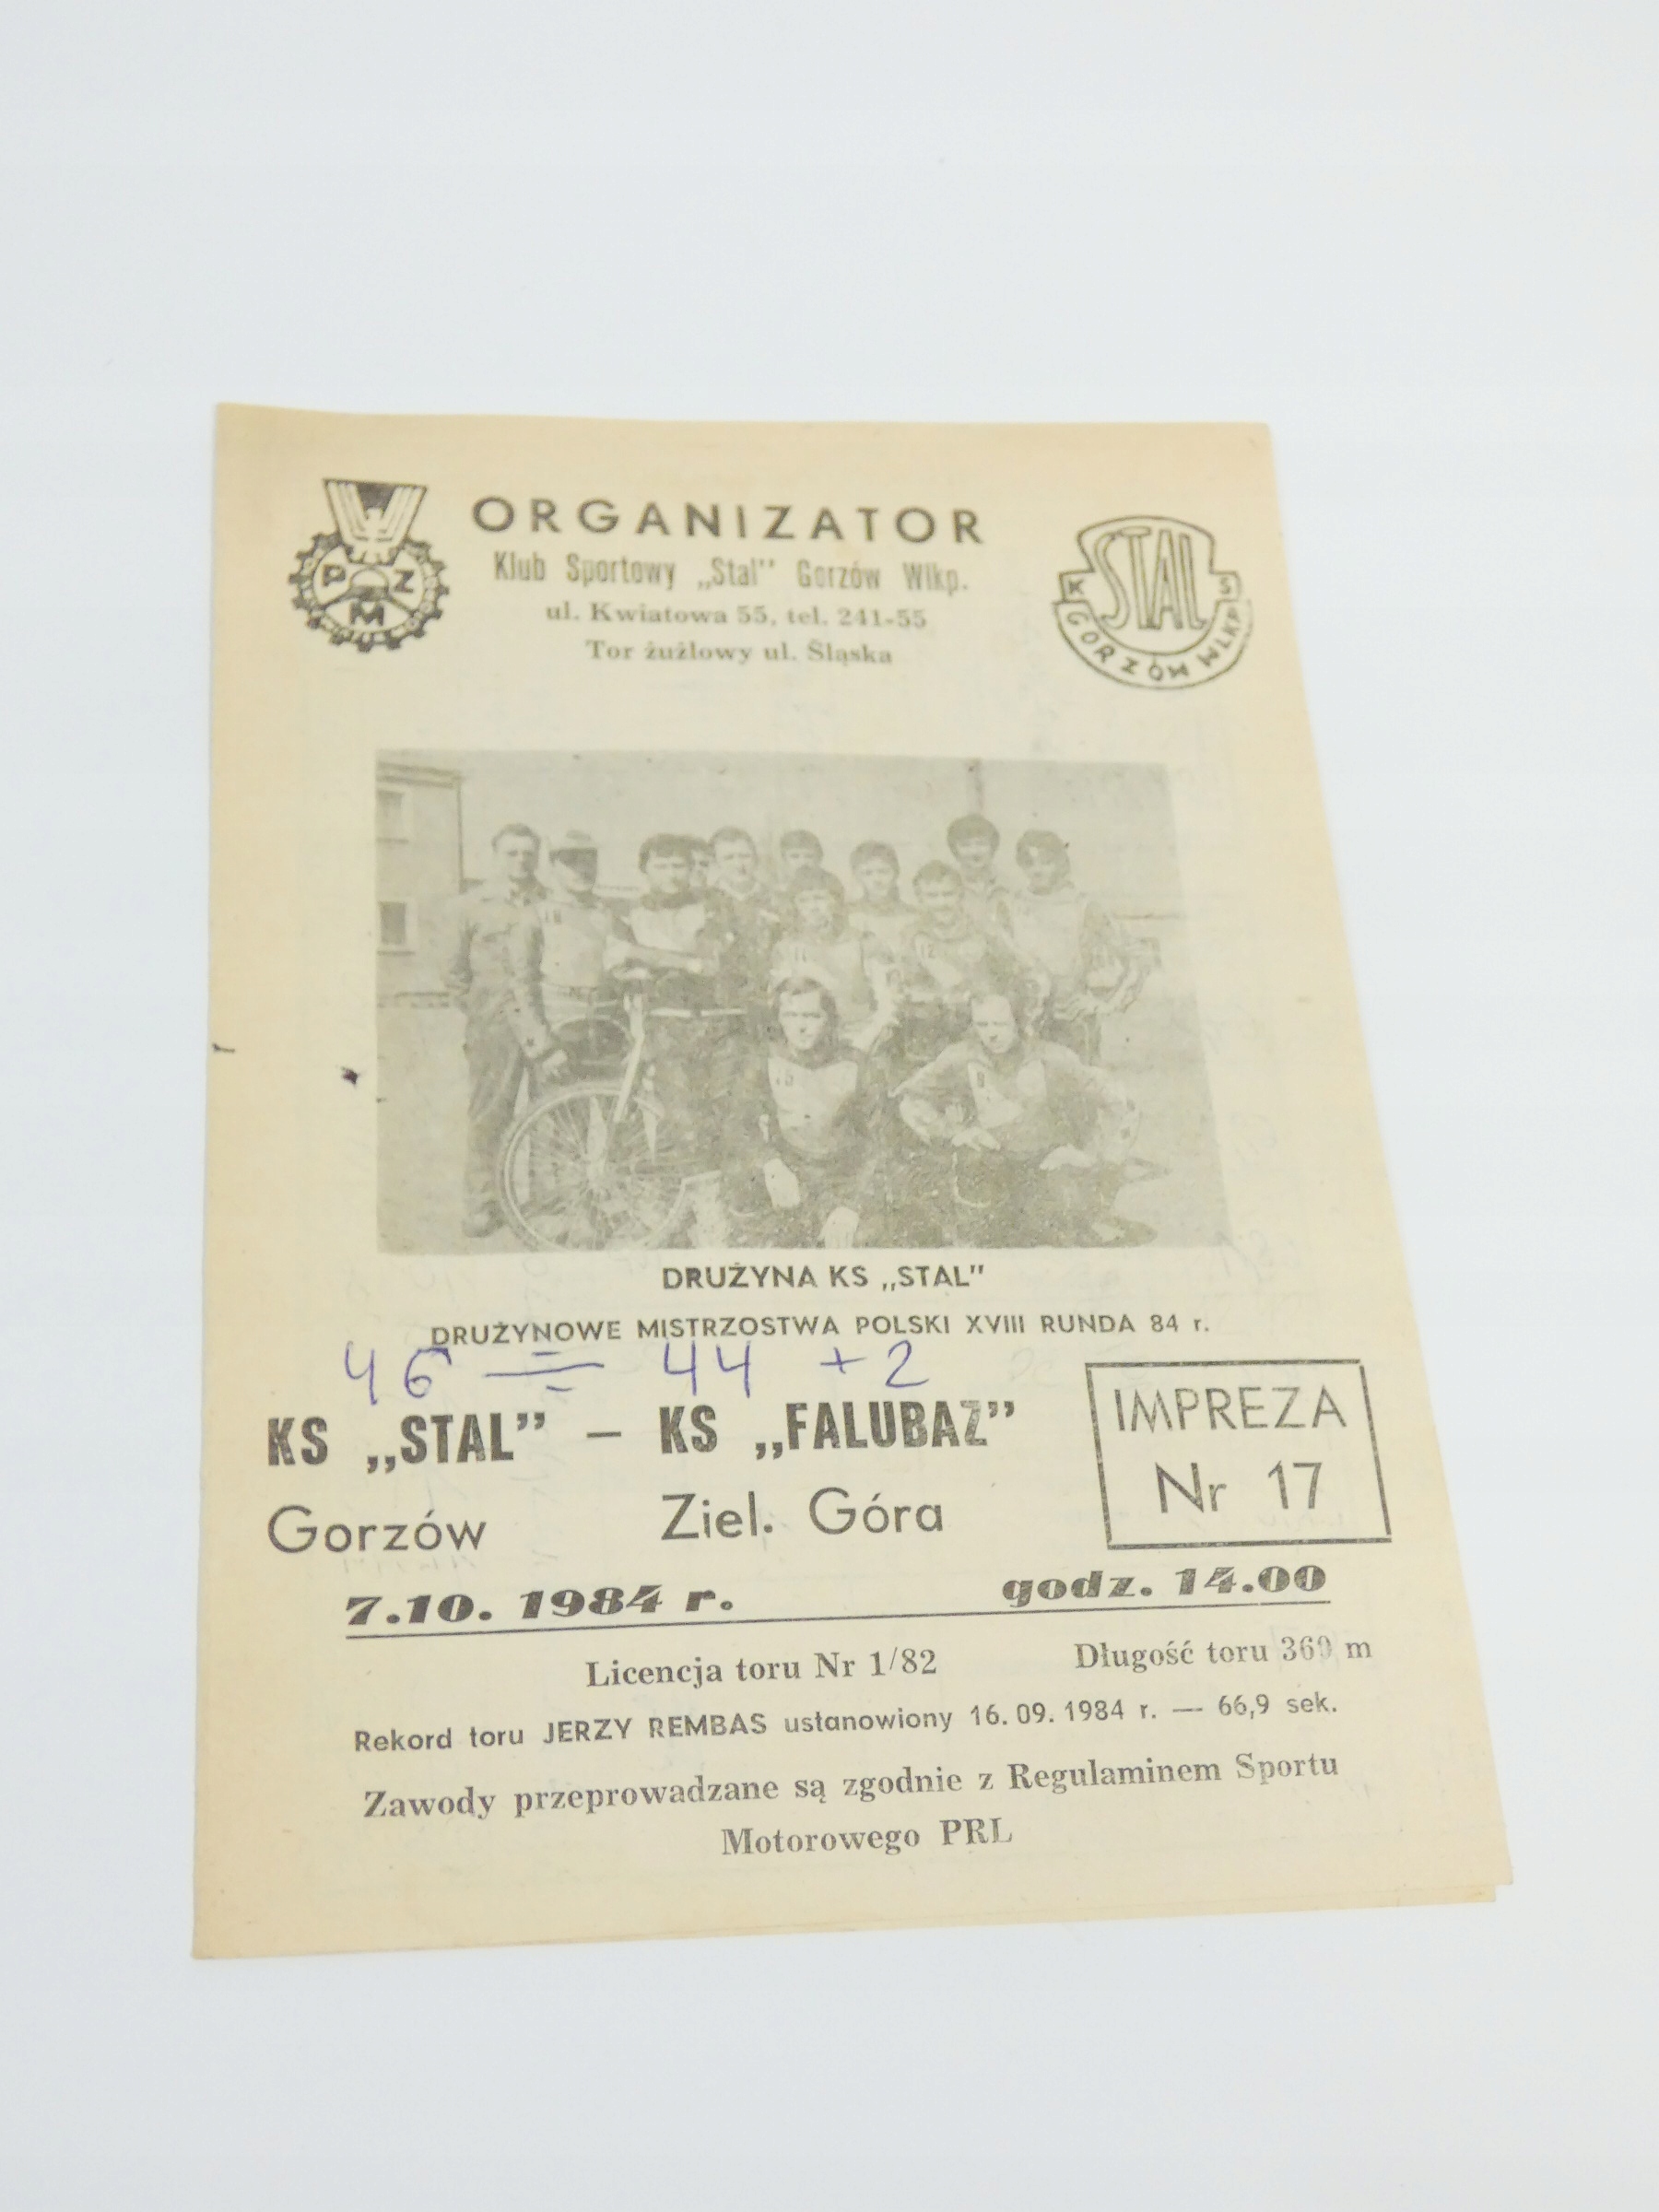 ORGANIZATOR
Klub Sportowy „Stal” Gorzów Wlkp.
ul. Kwiatowa 55, tel. 241-55
Tor żużlowy ul. Śląska
P Z M
STAL
K S
GORZÓW WLKP.
DRUŻYNA KS „STAL”
DRUŻYNOWE MISTRZOSTWA POLSKI XVIII RUNDA 84 r.
46 44 +2
KS „STAL” — KS „FALUBAZ”
Gorzów Ziel. Góra
IMPREZA
Nr 17
7.10. 1984 r. godz. 14.00
Licencja toru Nr 1/82 Długość toru 360 m
Rekord toru JERZY REMBAS ustanowiony 16.09.1984 r. — 66,9 sek.
Zawody przeprowadzane są zgodnie z Regulaminem Sportu
Motorowego PRL